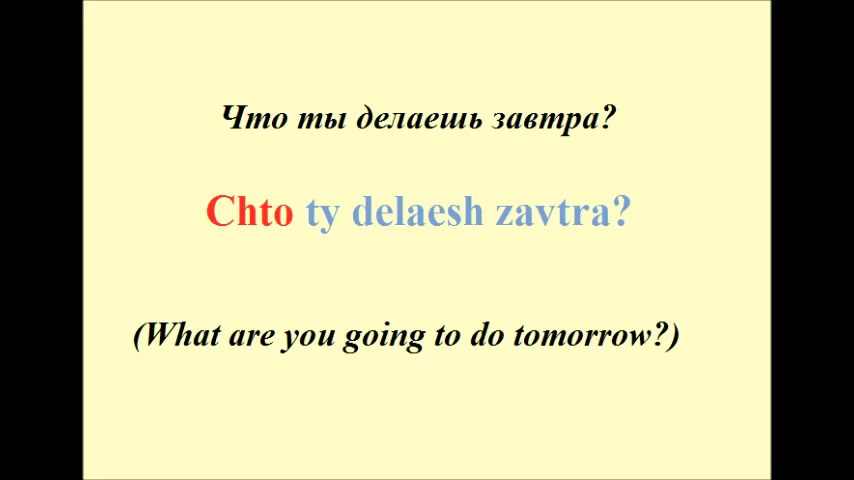 Что ты делаешь завтра?
Chto ty delaesh zavtra?
(What are you going to do tomorrow?)